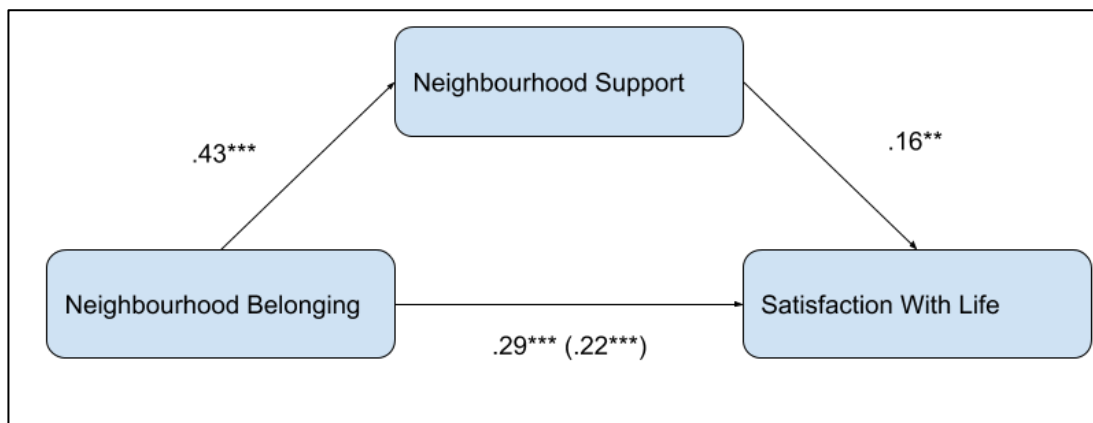 Neighbourhood Support
.43***
.16**
Neighbourhood Belonging
Satisfaction With Life
.29*** (.22***)